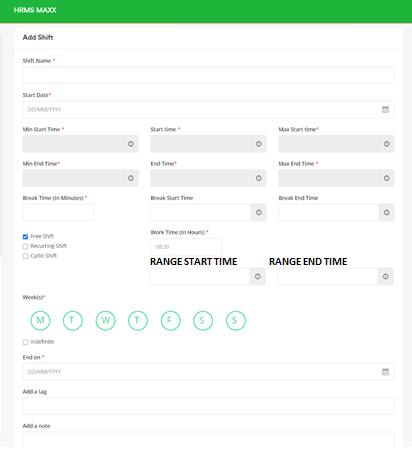 HRMS MAXX
Add Shift
Shift Name *
Start Date*
DD/MM/YYYY
Min Start Time * Start time * Max Start time*
Min End Time* End Time* Max End Time *
Break Time (In Minutes) * Break Start Time Break End Time
Free Shift Work Time (In Hours) *
Recurring Shift 08:30
Cyclic Shift
RANGE START TIME RANGE END TIME
Week(s)*
M T W T F S S
Indefinite
End on *
DD/MM/YYYY
Add a tag
Add a note